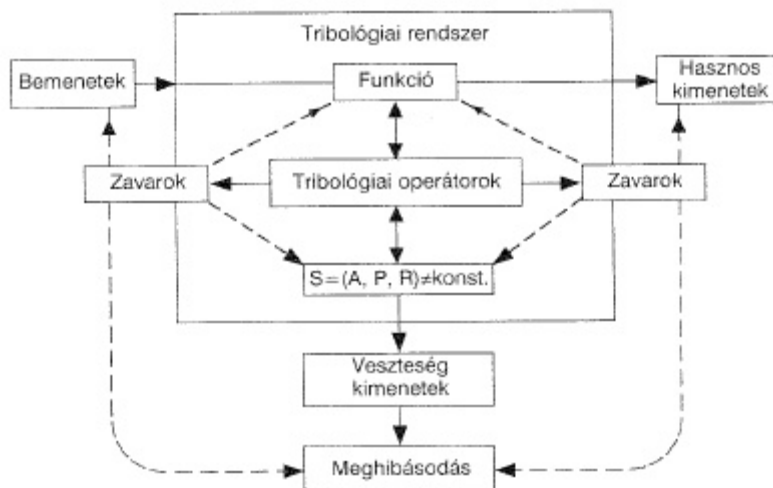 Tribológiai rendszer
Bemenetek
Funkció
Hasznos
kimenetek
Zavarok
Tribológiai operátorok
Zavarok
S=(A, P, R)≠konst.
Veszteség
kimenetek
Meghibásodás